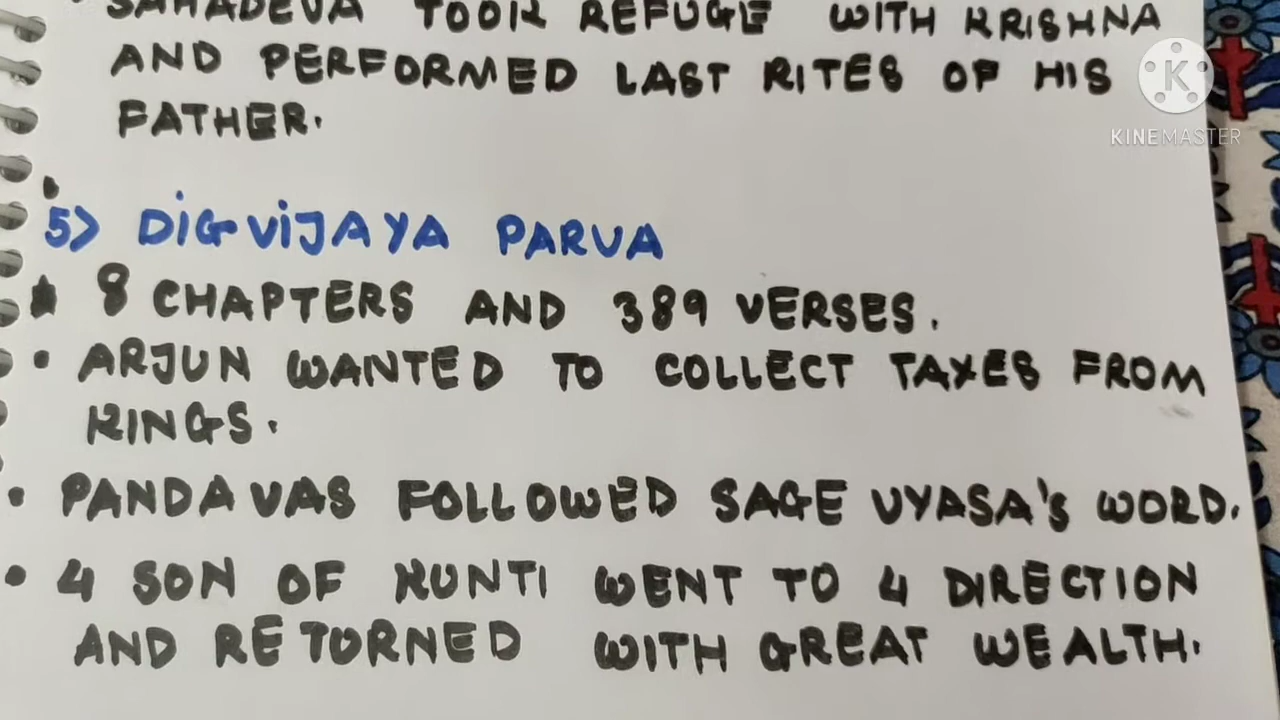 SAHADEVA TOOK REFUGE WITH KRISHNA
AND PERFORMED LAST RITES OF HIS
FATHER.
5> DIGVIJAYA PARVA
8 CHAPTERS AND 389 VERSES.
• ARJUN WANTED TO COLLECT TAXES FROM
KINGS.
• PANDAVAS FOLLOWED SAGE VYASA'S WORD.
• 4 SON OF KUNTI WENT TO 4 DIRECTION
AND RETORNED WITH GREAT WEALTH.
K
KINEMASTER